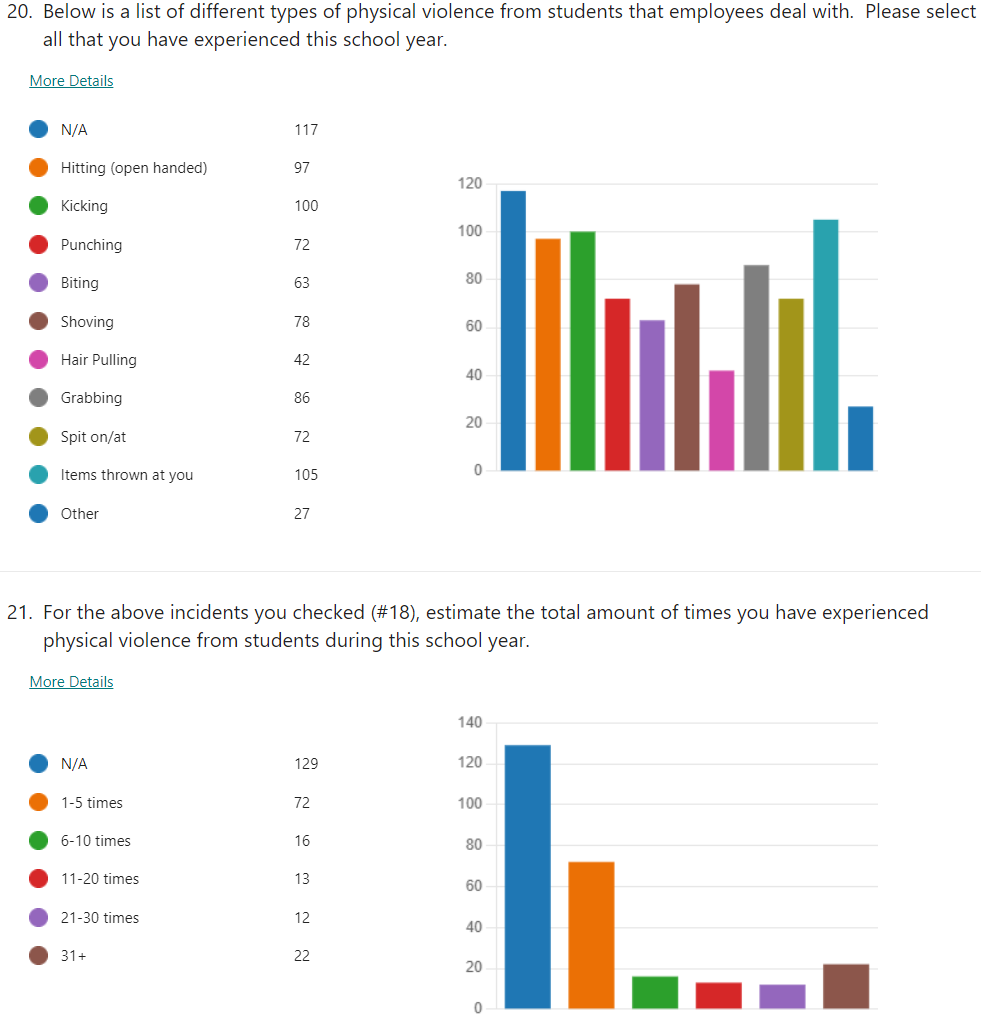 20. Below is a list of different types of physical violence from students that employees deal with. Please select
all that you have experienced this school year.
More Details
N/A 117
Hitting (open handed) 97
Kicking 100
Punching 72
Biting 63
Shoving 78
Hair Pulling 42
Grabbing 86
Spit on/at 72
Items thrown at you 105
Other 27
120
100
80
60
40
20
0
21. For the above incidents you checked (#18), estimate the total amount of times you have experienced
physical violence from students during this school year.
More Details
N/A 129
1-5 times 72
6-10 times 16
11-20 times 13
21-30 times 12
31+ 22
140
120
100
80
60
40
20
0